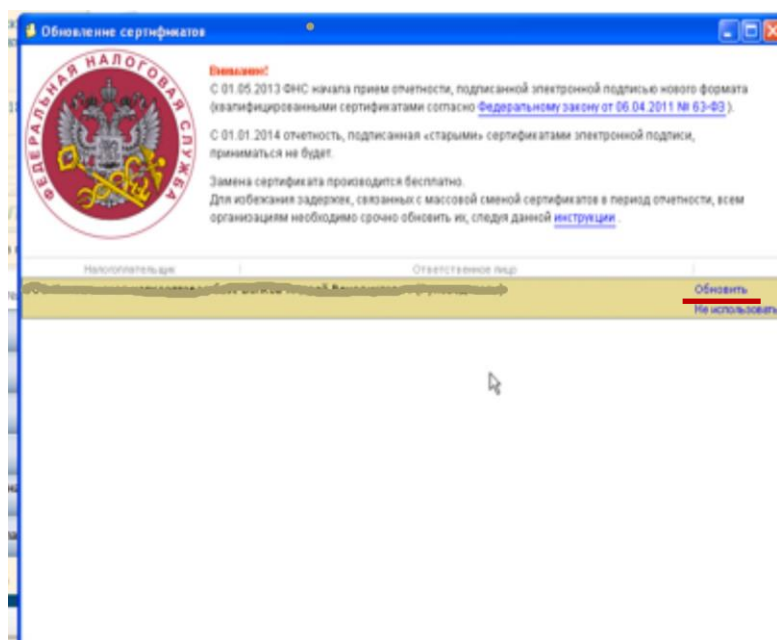 Обновление сертификатов
ФЕДЕРАЛЬНАЯ НАЛОГОВАЯ СЛУЖБА
Внимание!
С 01.05.2013 ФНС начала прием отчетности, подписанной электронной подписью нового формата
(квалифицированными сертификатами согласно Федеральному закону от 06.04.2011 № 63-ФЗ ).
С 01.01.2014 отчетность, подписанная «старыми» сертификатами электронной подписи,
приниматься не будет.
Замена сертификата производится бесплатно.
Для избежания задержек, связанных с массовой сменой сертификатов в период отчетности, всем
организациям необходимо срочно обновить их, следуя данной инструкции .
Налогоплательщик Ответственное лицо
Обновить
Не использовать